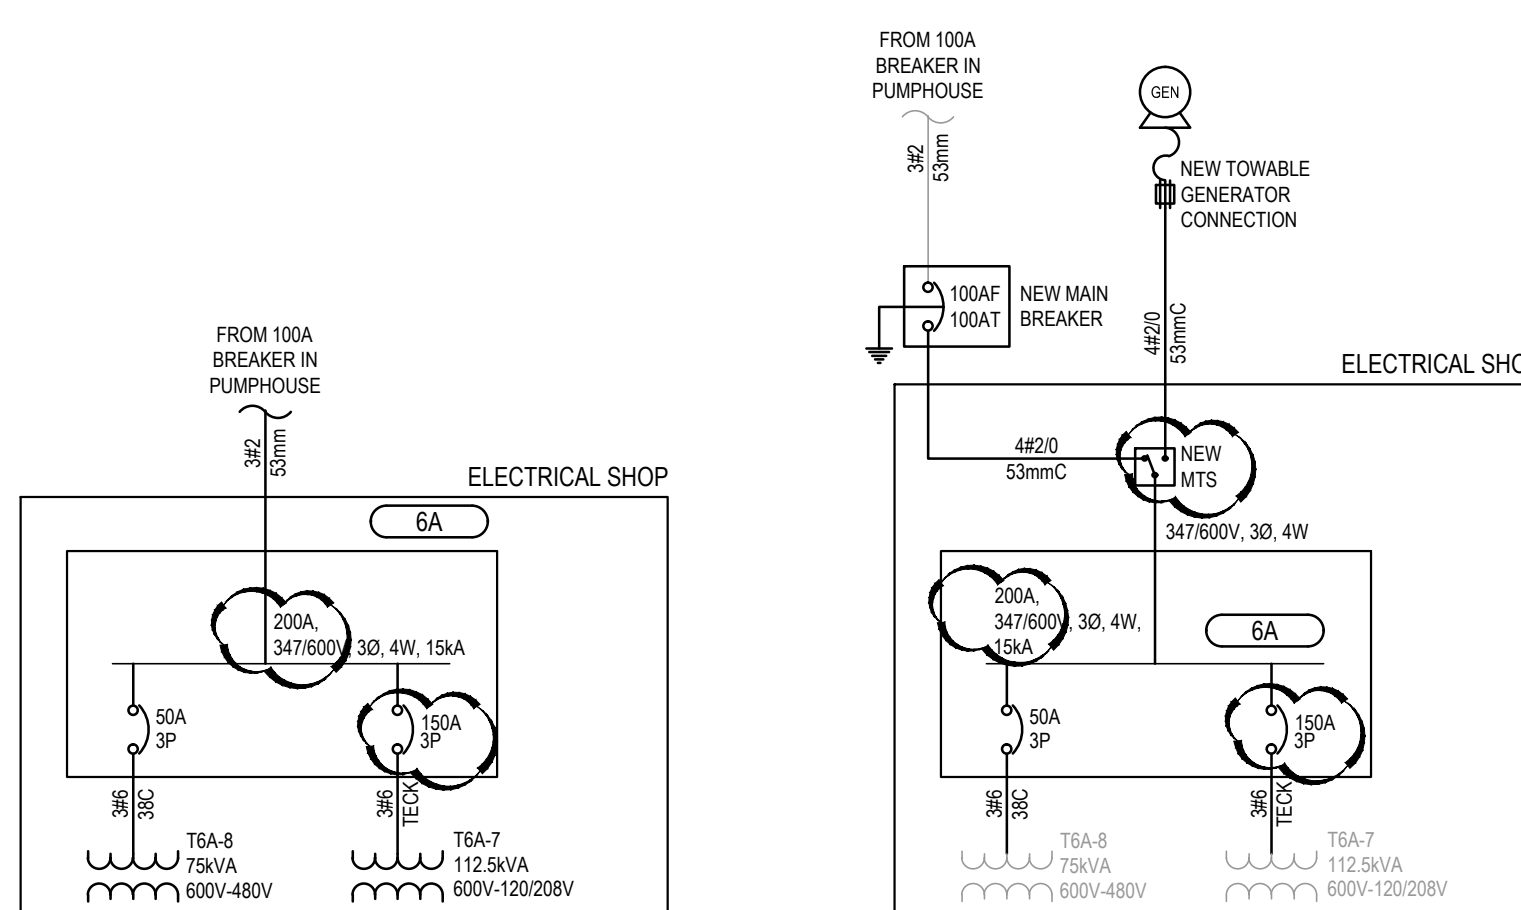 FROM 100A
BREAKER IN
PUMPHOUSE
3#2
53mm
ELECTRICAL SHOP
6A
200A,
347/600V, 3Ø, 4W, 15kA
50A
3P
150A
3P
3#6
38C
3#6
TECK
T6A-8
75kVA
600V-480V
T6A-7
112.5kVA
600V-120/208V
FROM 100A
BREAKER IN
PUMPHOUSE
3#2
53mm
GEN
NEW TOWABLE
GENERATOR
CONNECTION
100AF
100AT
NEW MAIN
BREAKER
4#2/0
53mmC
ELECTRICAL SHO
4#2/0
53mmC
NEW
MTS
347/600V, 3Ø, 4W
200A,
347/600V, 3Ø, 4W,
15kA
6A
50A
3P
150A
3P
3#6
38C
3#6
TECK
T6A-8
75kVA
600V-480V
T6A-7
112.5kVA
600V-120/208V